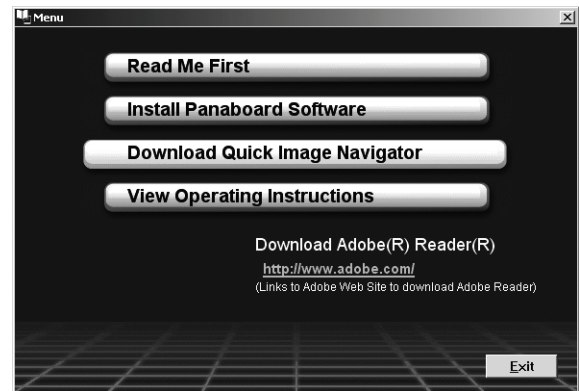 Menu
Read Me First
Install Panaboard Software
Download Quick Image Navigator
View Operating Instructions
Download Adobe(R) Reader(R)
http://www.adobe.com/
(Links to Adobe Web Site to download Adobe Reader)
Exit